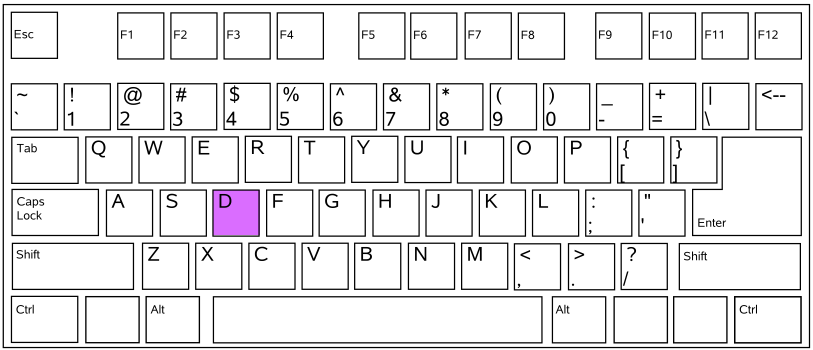 Esc F1 F2 F3 F4 F5 F6 F7 F8 F9 F10 F11 F12
~ ! @ # $ % ^ & * ( ) _ + | <--
` 1 2 3 4 5 6 7 8 9 0 - = \
Tab Q W E R T Y U I O P { }
[ ]
Caps A S D F G H J K L : "
Lock ; ' Enter
Shift Z X C V B N M < > ? Shift
, . /
Ctrl Alt Alt Ctrl